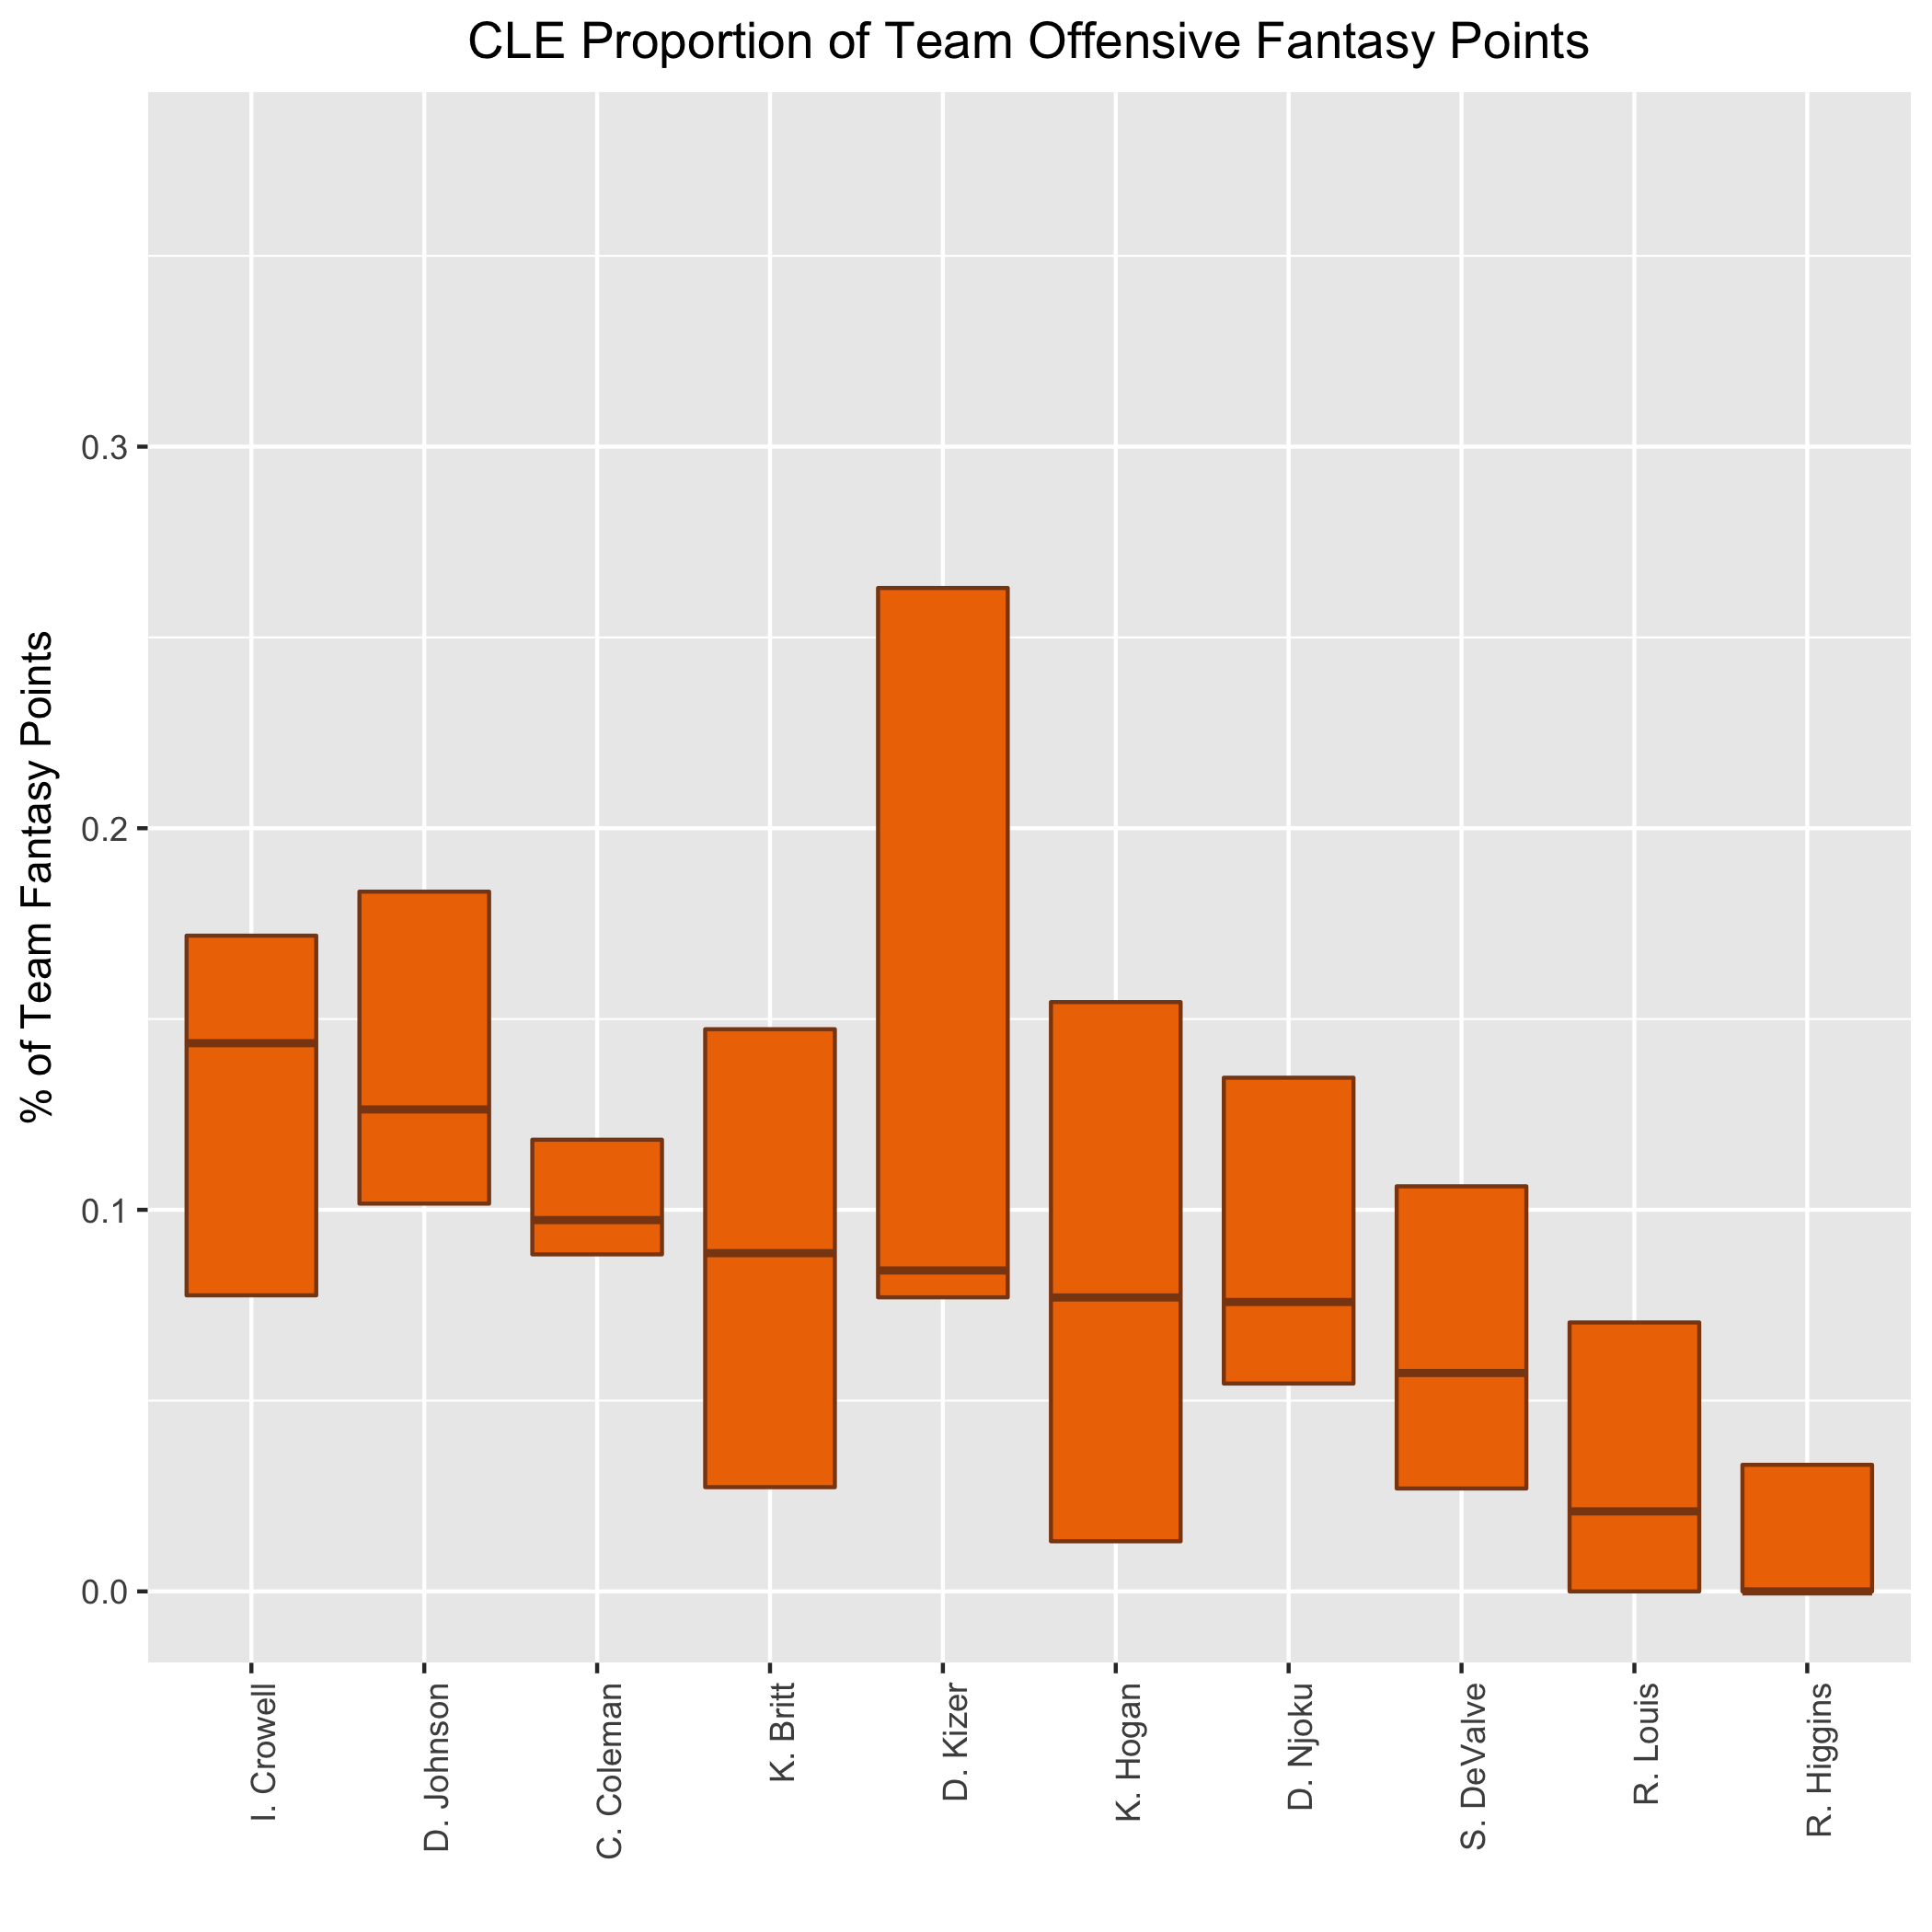 CLE Proportion of Team Offensive Fantasy Points
% of Team Fantasy Points
0.3
0.2
0.1
0.0
I. Crowell
D. Johnson
C. Coleman
K. Britt
D. Kizer
K. Hogan
D. Njoku
S. DeValve
R. Louis
R. Higgins